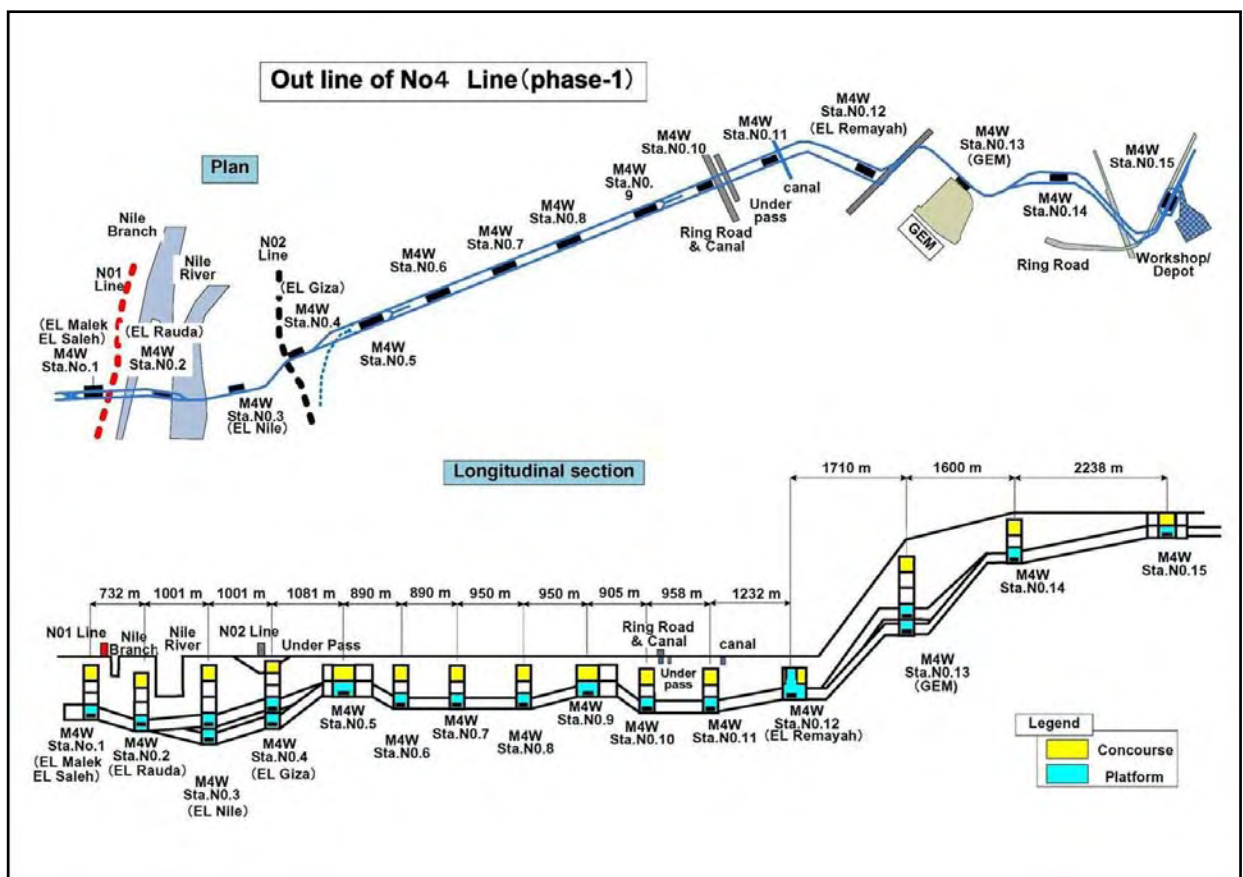 Out line of No4 Line(phase-1)
Plan
Nile
Branch
N01
Line
Nile
River
N02
Line
(EL Giza)
M4W
Sta.N0.4
(EL Malek
EL Saleh)
M4W
Sta.No.1
(EL Rauda)
M4W
Sta.N0.2
M4W
Sta.N0.3
(EL Nile)
M4W
Sta.N0.5
M4W
Sta.N0.6
M4W
Sta.N0.7
M4W
Sta.N0.8
M4W
Sta.N0.
9
M4W
Sta.N0.10
M4W
Sta.N0.11
M4W
Sta.N0.12
(EL Remayah)
canal
Under
pass
Ring Road
& Canal
M4W
Sta.N0.13
(GEM)
GEM
M4W
Sta.N0.14
M4W
Sta.N0.15
Ring Road
Workshop/
Depot
Longitudinal section
1710 m
1600 m
2238 m
732 m
1001 m
1001 m
1081 m
890 m
890 m
950 m
950 m
905 m
958 m
1232 m
N01 Line
Nile
Branch
Nile
River
N02 Line
Under Pass
Ring Road
& Canal
Under
pass
canal
M4W
Sta.No.1
(EL Malek
EL Saleh)
M4W
Sta.N0.2
(EL Rauda)
M4W
Sta.N0.3
(EL Nile)
M4W
Sta.N0.4
(EL Giza)
M4W
Sta.N0.5
M4W
Sta.N0.6
M4W
Sta.N0.7
M4W
Sta.N0.8
M4W
Sta.N0.9
M4W
Sta.N0.10
M4W
Sta.N0.11
M4W
Sta.N0.12
(EL Remayah)
M4W
Sta.N0.13
(GEM)
M4W
Sta.N0.14
M4W
Sta.N0.15
Legend
Concourse
Platform